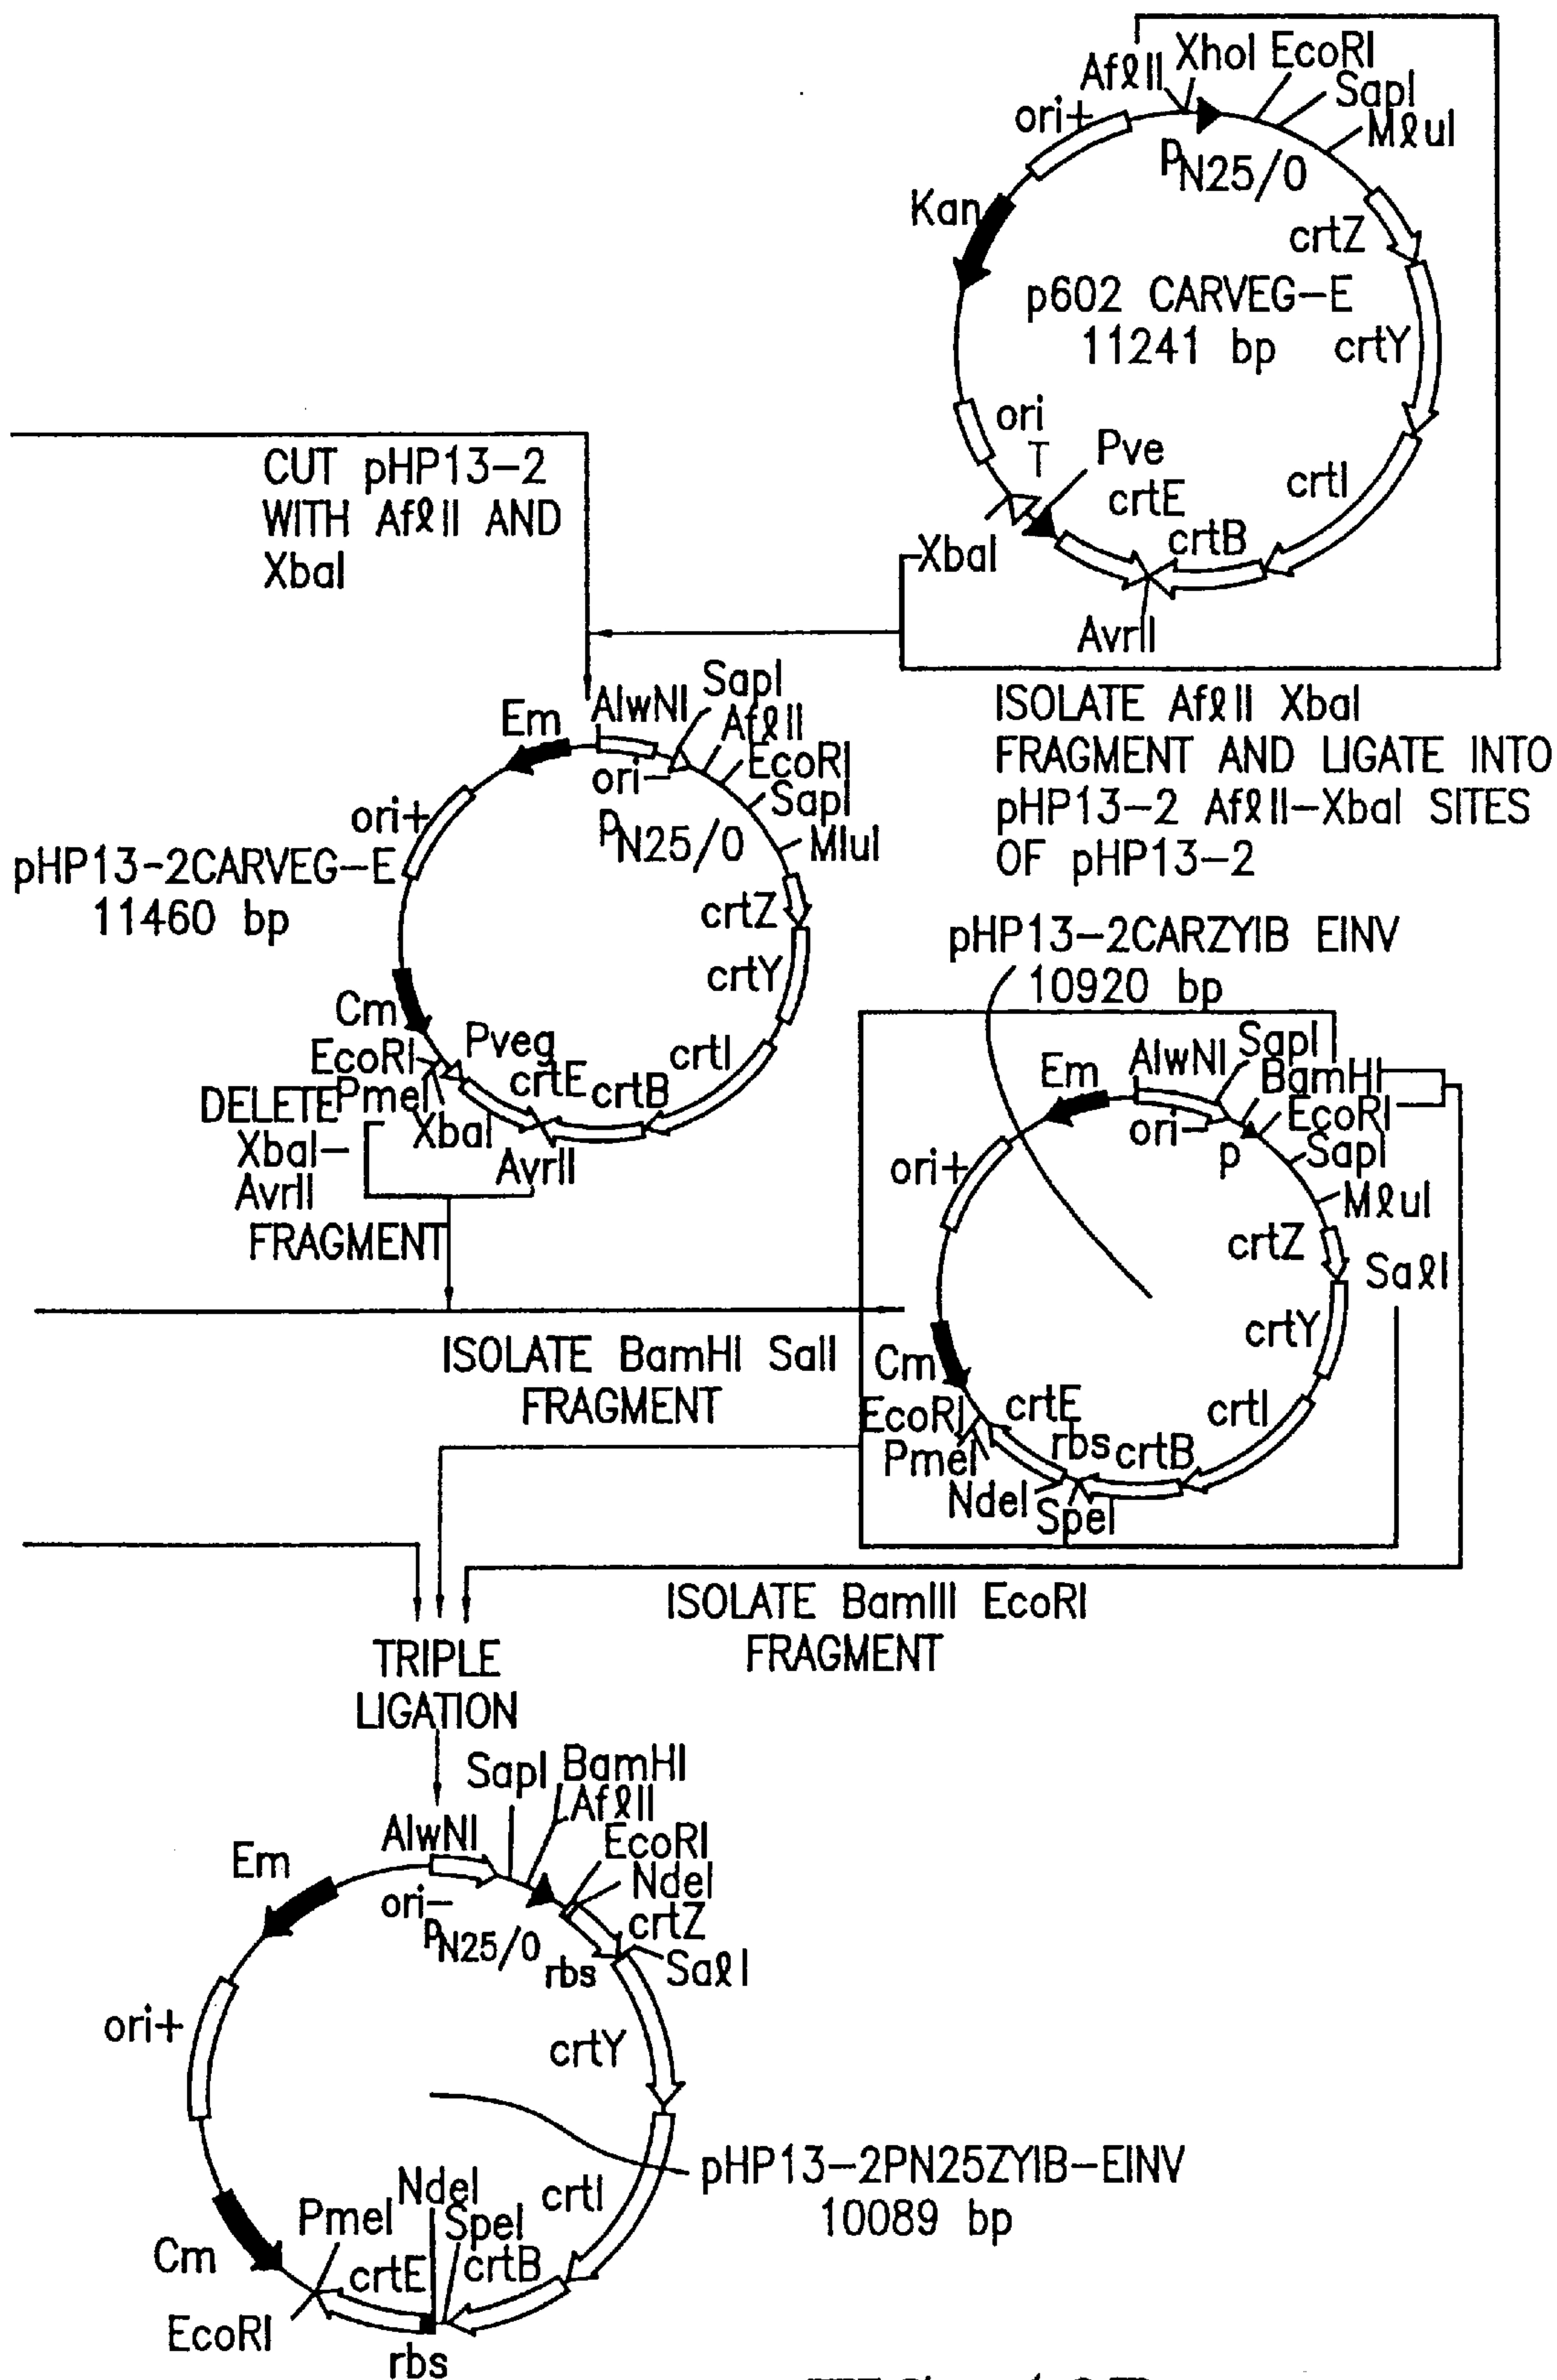 AfℓII XhoI EcoRI
SapI
MℓuI
ori+
PN25/0
Kan
crtZ
p602 CARVEG-E
11241 bp
crtY
ori
T
Pve
crtE
crtI
crtB
XbaI
AvrII
CUT pHP13-2
WITH AfℓII AND
XbaI
ISOLATE AfℓII XbaI
FRAGMENT AND LIGATE INTO
pHP13-2 AfℓII-XbaI SITES
OF pHP13-2
Em
AlwNI
SapI
AfℓII
EcoRI
SapI
MluI
ori-
PN25/0
ori+
pHP13-2CARVEG-E
11460 bp
crtZ
crtY
Cm
EcoRI
Pveg
crtE
crtB
crtI
PmeI
XbaI
AvrII
DELETE
XbaI-
AvrII
FRAGMENT
pHP13-2CARZYIB EINV
10920 bp
Em
AlwNI
SapI
BamHI
EcoRI
SapI
MℓuI
ori-
p
ori+
crtZ
SaℓI
crtY
Cm
EcoRI
PmeI
crtE
rbs
crtB
crtI
NdeI
SpeI
ISOLATE BamHI SalI
FRAGMENT
ISOLATE BamIII EcoRI
FRAGMENT
TRIPLE
LIGATION
SapI
BamHI
AfℓII
AlwNI
EcoRI
NdeI
Em
ori-
PN25/0
crtZ
rbs
SaℓI
ori+
crtY
pHP13-2PN25ZYIB-EINV
10089 bp
NdeI
PmeI
SpeI
crtI
Cm
crtE
crtB
EcoRI
rbs